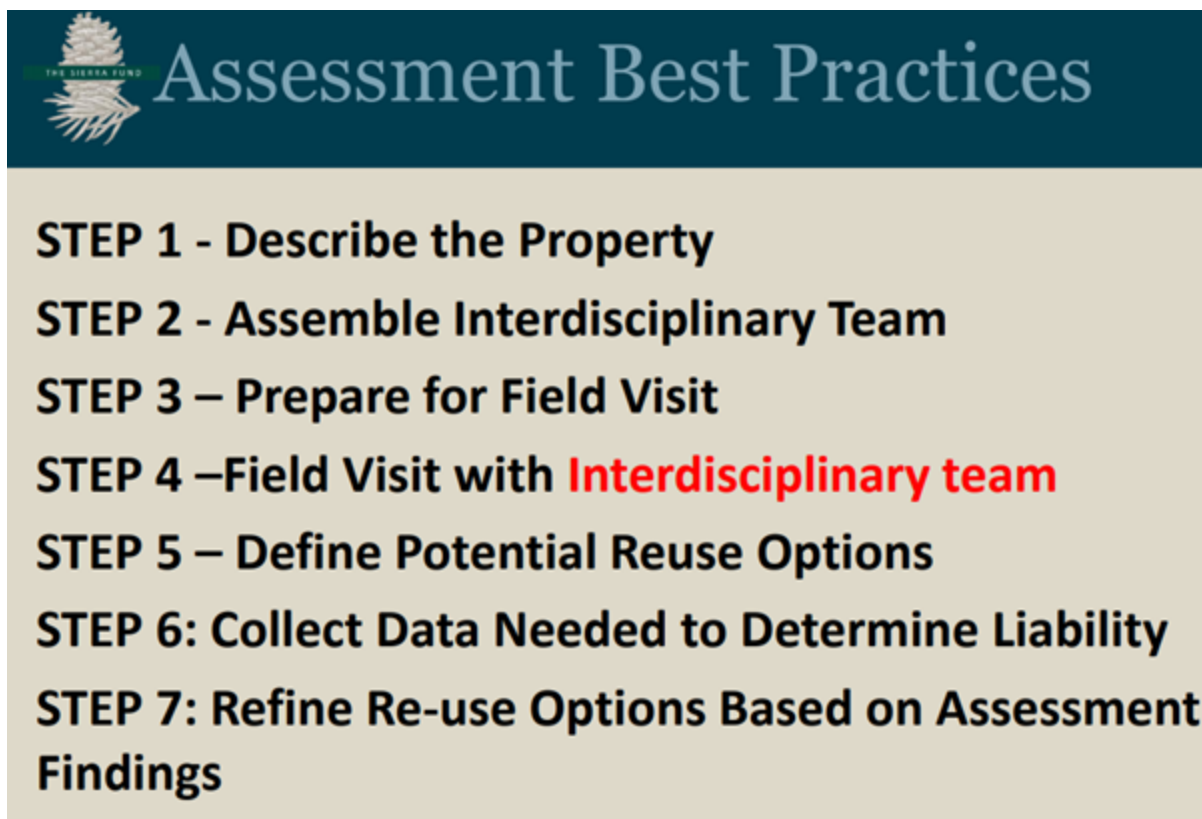 THE SIERRA FUND
Assessment Best Practices
STEP 1 - Describe the Property
STEP 2 - Assemble Interdisciplinary Team
STEP 3 – Prepare for Field Visit
STEP 4 –Field Visit with Interdisciplinary team
STEP 5 – Define Potential Reuse Options
STEP 6: Collect Data Needed to Determine Liability
STEP 7: Refine Re-use Options Based on Assessment
Findings